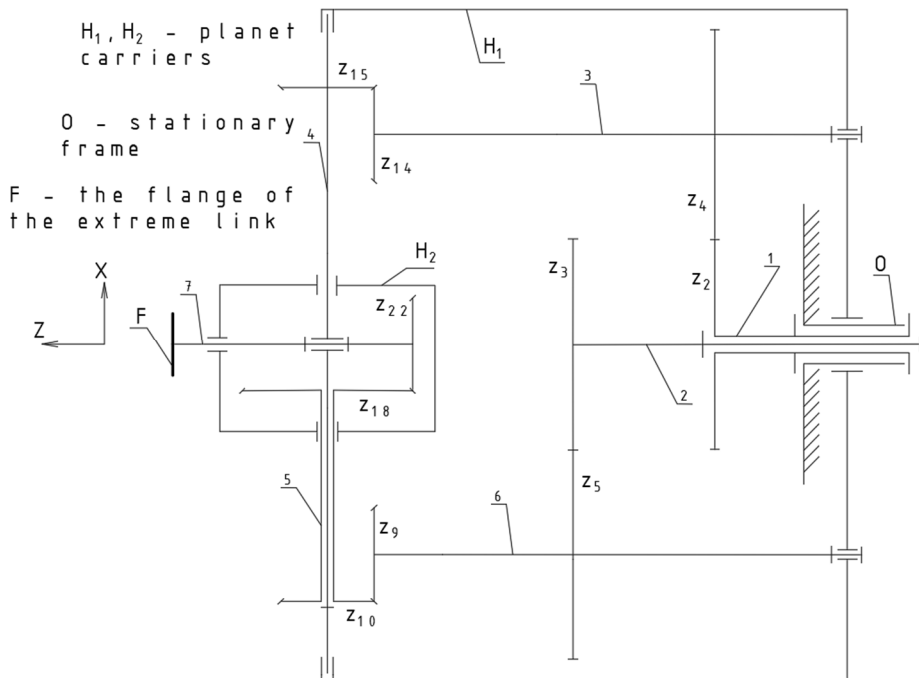 H₁, H₂ – planet
carriers
O – stationary
frame
F – the flange of
the extreme link
H₁
z₁₅
3
4
z₁₄
z₄
H₂
z₃
z₂
1
O
X
7
z₂₂
Z
F
2
z₁₈
5
z₅
6
z₉
z₁₀